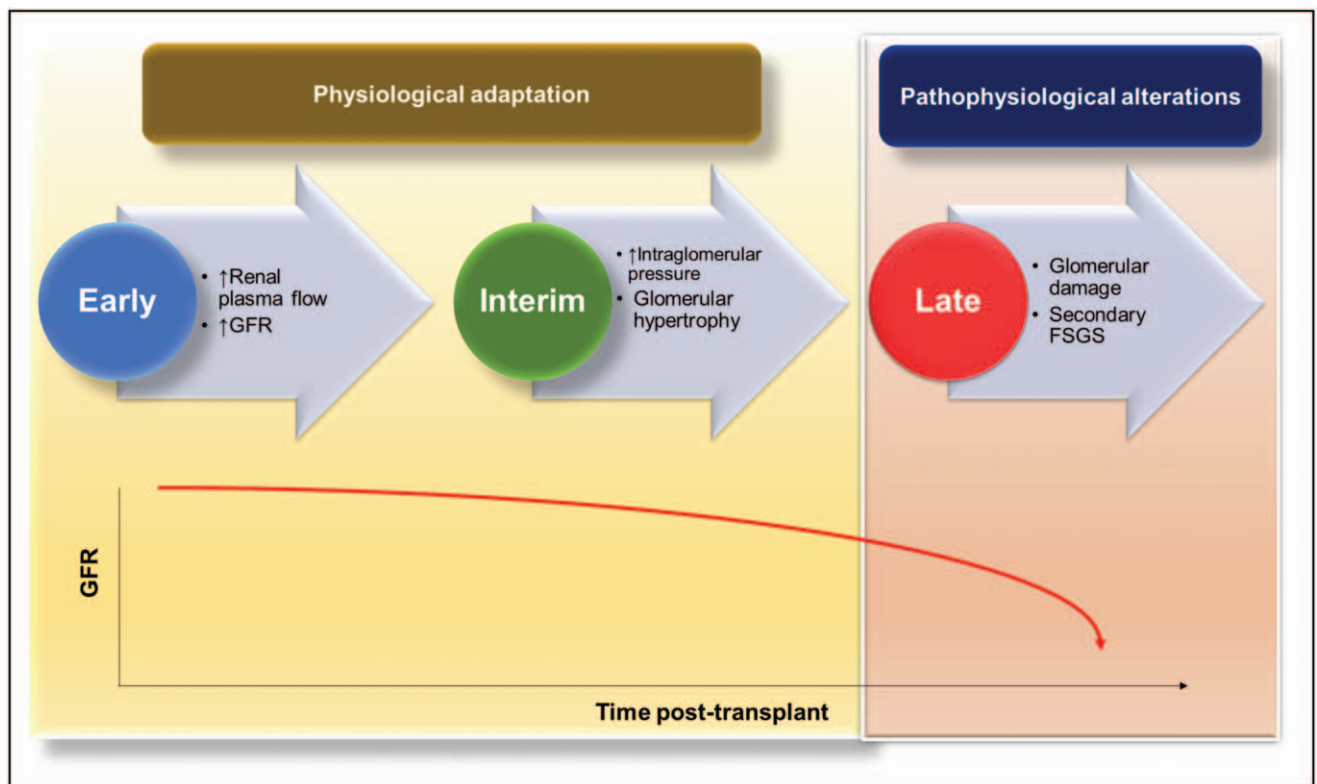 Physiological adaptation
Pathophysiological alterations
Early
• ↑Renal
plasma flow
• ↑GFR
Interim
• ↑Intraglomerular
pressure
• Glomerular
hypertrophy
Late
• Glomerular
damage
• Secondary
FSGS
GFR
Time post-transplant